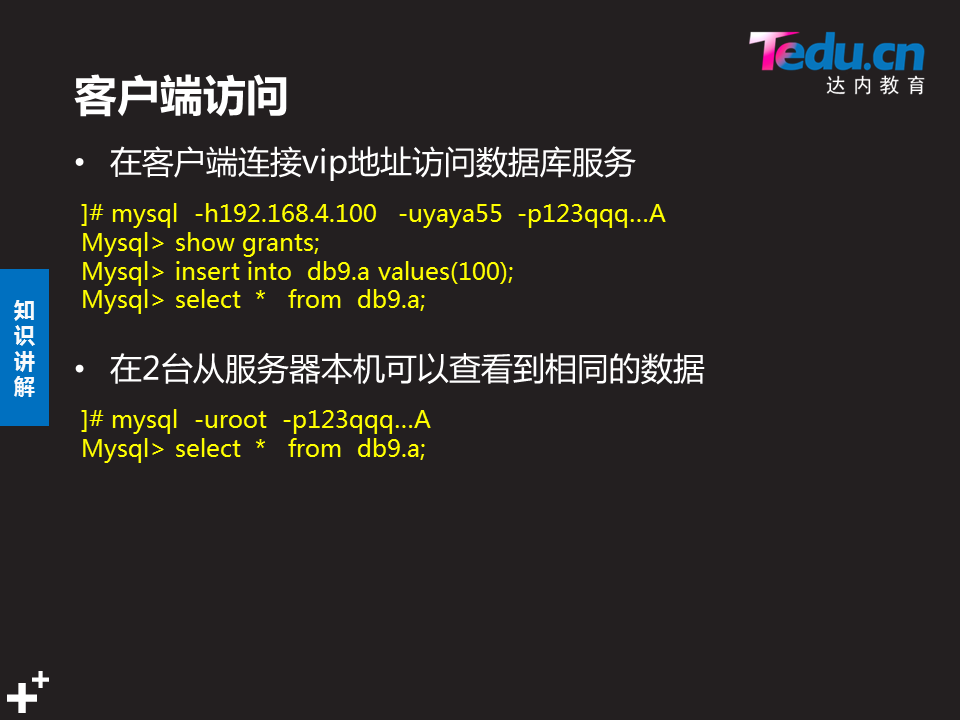 Tedu.cn
达内教育
客户端访问
• 在客户端连接vip地址访问数据库服务
]# mysql -h192.168.4.100 -uyaya55 -p123qqq…A
Mysql> show grants;
Mysql> insert into db9.a values(100);
Mysql> select * from db9.a;
知识讲解
• 在2台从服务器本机可以查看到相同的数据
]# mysql -uroot -p123qqq…A
Mysql> select * from db9.a;